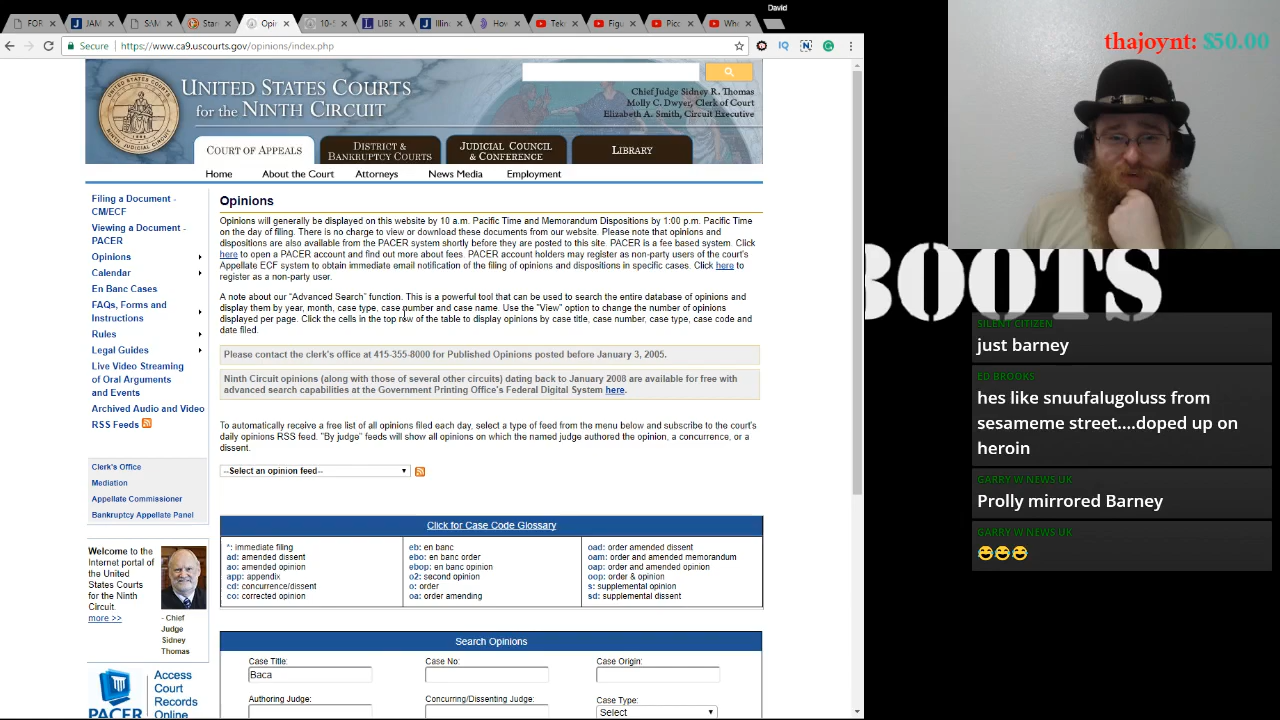 David
FOR
JAM
SAM
Star
Opin
10-5
LIBE
Illin
How
Tek
Figu
Picc
Whe
Secure https://www.ca9.uscourts.gov/opinions/index.php
thajoynt: $50.00
UNITED STATES COURTS
for the NINTH CIRCUIT
Chief Judge Sidney R. Thomas
Molly C. Dwyer, Clerk of Court
Elizabeth A. Smith, Circuit Executive
COURT OF APPEALS
DISTRICT & BANKRUPTCY COURTS
JUDICIAL COUNCIL & CONFERENCE
LIBRARY
Home About the Court Attorneys News Media Employment
Filing a Document -
CM/ECF
Viewing a Document -
PACER
Opinions
Calendar
En Banc Cases
FAQs, Forms and
Instructions
Rules
Legal Guides
Live Video Streaming
of Oral Arguments
and Events
Archived Audio and Video
RSS Feeds
Clerk's Office
Mediation
Appellate Commissioner
Bankruptcy Appellate Panel
Welcome to the
Internet portal of
the United
States Courts
for the Ninth
Circuit.
more >>
- Chief
Judge
Sidney
Thomas
PACER
Access
Court
Records
Online
Opinions
Opinions will generally be displayed on this website by 10 a.m. Pacific Time and Memorandum Dispositions by 1:00 p.m. Pacific Time
on the day of filing. There is no charge to view or download these documents from our website. Please note that opinions and
dispositions are also available from the PACER system shortly before they are posted to this site. PACER is a fee based system. Click
here to open a PACER account and find out more about fees. PACER account holders may register as non-party users of the court's
Appellate ECF system to obtain immediate email notification of the filing of opinions and dispositions in specific cases. Click here to
register as a non-party user.
A note about our "Advanced Search" function. This is a powerful tool that can be used to search the entire database of opinions and
display them by year, month, case type, case number and case name. Use the "View" option to change the number of opinions
displayed per page. Click the cells in the top row of the table to display opinions by case title, case number, case type, case code and
date filed.
Please contact the clerk's office at 415-355-8000 for Published Opinions posted before January 3, 2005.
Ninth Circuit opinions (along with those of several other circuits) dating back to January 2008 are available for free with
advanced search capabilities at the Government Printing Office's Federal Digital System here.
To automatically receive a free list of all opinions filed each day, select a type of feed from the menu below and subscribe to the court's
daily opinions RSS feed. "By judge" feeds will show all opinions on which the named judge authored the opinion, a concurrence, or a
dissent.
--Select an opinion feed--
Click for Case Code Glossary
*: immediate filing
ad: amended dissent
ao: amended opinion
app: appendix
cd: concurrence/dissent
co: corrected opinion
eb: en banc
ebo: en banc order
ebop: en banc opinion
o2: second opinion
o: order
oa: order amending
oad: order amended dissent
oam: order and amended memorandum
oap: order and amended opinion
oop: order & opinion
s: supplemental opinion
sd: supplemental dissent
Search Opinions
Case Title:
Baca
Case No:
Case Origin:
Authoring Judge:
Concurring/Dissenting Judge:
Case Type:
Select
BOOTS
SILENT CITIZEN
just barney
ED BROOKS
hes like snuufalugoluss from
sesameme street....doped up on
heroin
GARRY W NEWS UK
Prolly mirrored Barney
GARRY W NEWS UK
😄😄😄